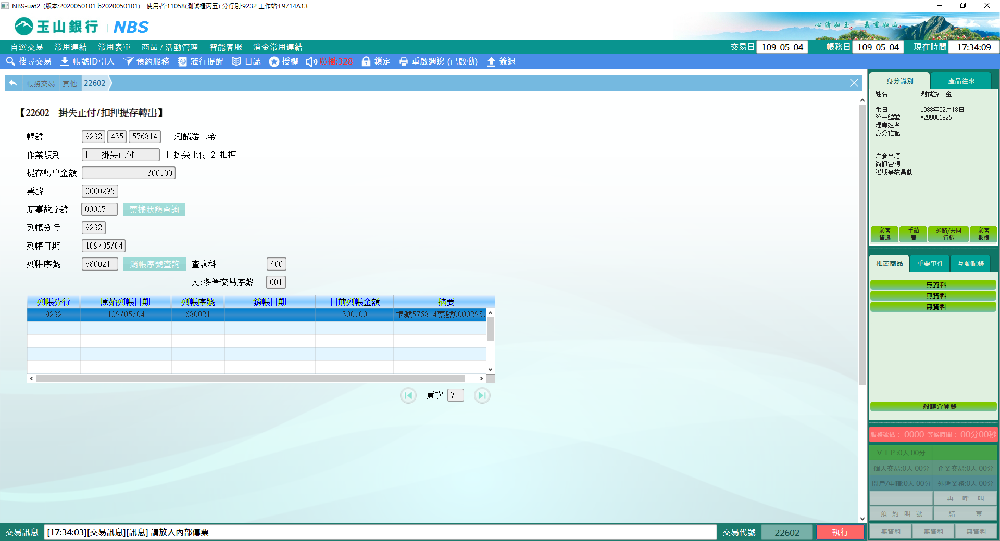 NBS-uat2 (版本:2020050101.b2020050101) 使用者:11058(測試櫃丙五) 分行別:9232 工作站:L9714A13
玉山銀行 | NBS
心清如玉 義重如山
自選交易 常用連結 常用表單 商品 / 活動管理 智能客服 消金常用連結 交易日 109-05-04 帳務日 109-05-04 現在時間 17:34:09
搜尋交易 帳號ID引入 預約服務 蒞行提醒 日誌 授權 廣播:328 鎖定 重啟週邊 (已啟動) 簽退
帳務交易 其他 22602
【22602 掛失止付/扣押提存轉出】
帳號 9232 435 576814 測試游二金
作業類別 1 - 掛失止付 1-掛失止付 2-扣押
提存轉出金額 300.00
票號 0000295
原事故序號 00007 票據狀態查詢
列帳分行 9232
列帳日期 109/05/04
列帳序號 680021 銷帳序號查詢 查詢科目 400
入:多筆交易序號 001
列帳分行 原始列帳日期 列帳序號 銷帳日期 目前列帳金額 摘要
9232 109/05/04 680021 300.00 帳號576814票號0000295.
頁次 7
身分識別 產品往來
姓名 測試游二金
生日 1988年02月18日
統一編號 A299001825
理專姓名
身分註記
注意事項
簡訊密碼
近期事故異動
顧客資訊 手續費 通路/共同行銷 顧客影像
推薦商品 重要事件 互動記錄
無資料
無資料
無資料
一般轉介登錄
服務號碼： 0000 等候時間： 00分00秒
ＶＩＰ:0人 00分
個人交易:0人 00分 企業交易:0人 00分
開戶/申請:0人 00分 外匯業務:0人 00分
再 呼 叫
預 約 叫 號 結 束
無資料 無資料 無資料
交易訊息 [17:34:03][交易訊息][訊息] 請放入內部傳票 交易代號 22602 執行